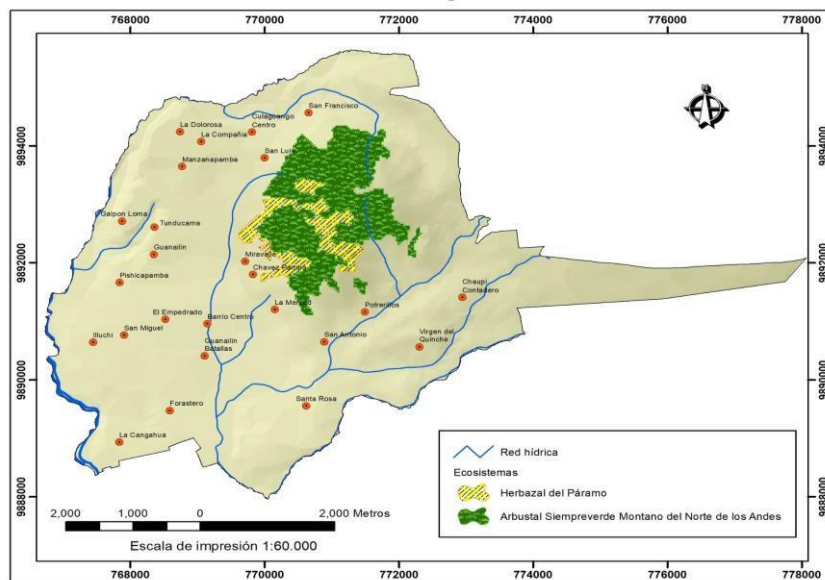 768000 770000 772000 774000 776000 778000
9894000 9894000
9892000 9892000
9890000 9890000
9888000 9888000
San Francisco
La Dolorosa
Culaguango
Centro
La Compañía
San Luis
Manzanapamba
Galpon Loma
Tunducama
Guanailin
Miravalle
Chavez Pamba
Pishicapamba
Chaupi
Contadero
La Merced
Potrerillos
El Empedrado
Barrio Centro
San Miguel
Illuchi
Guanailin
Batallas
San Antonio
Virgen del
Quinche
Forastero
Santa Rosa
La Cangahua
Red hídrica
Ecosistemas
Herbazal del Páramo
Arbustal Siempreverde Montano del Norte de los Andes
2,000 1,000 0 2,000 Metros
Escala de impresión 1:60.000
768000 770000 772000 774000 776000 778000